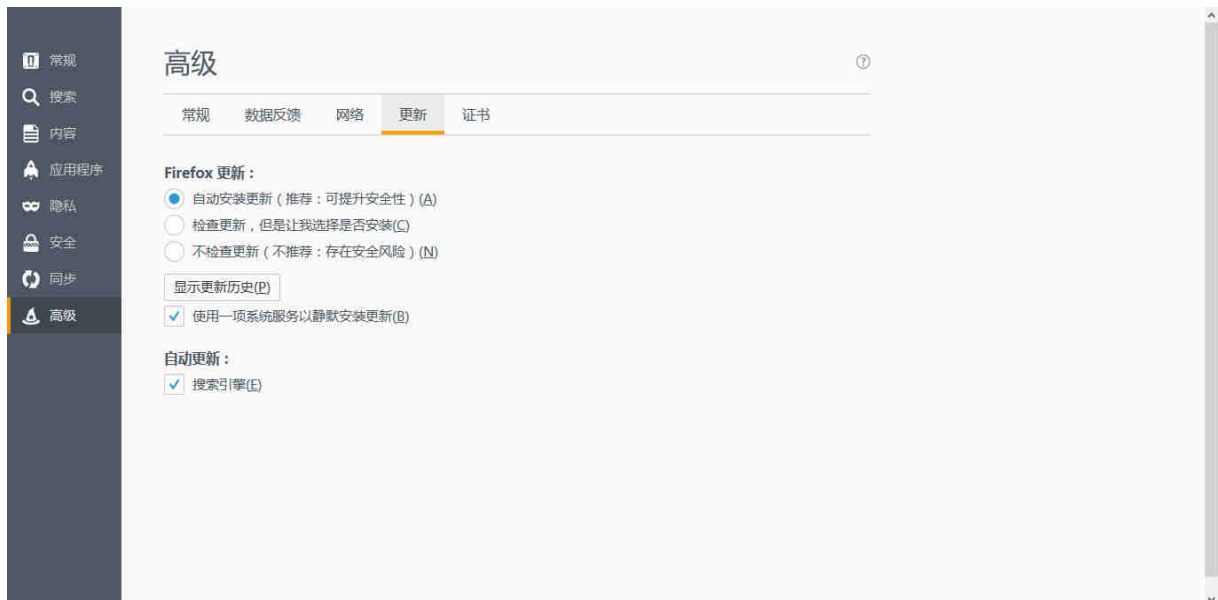 常规
搜索
内容
应用程序
隐私
安全
同步
高级
高级
常规 数据反馈 网络 更新 证书
Firefox 更新：
自动安装更新（推荐：可提升安全性）(A)
检查更新，但是让我选择是否安装(C)
不检查更新（不推荐：存在安全风险）(N)
显示更新历史(P)
使用一项系统服务以静默安装更新(B)
自动更新：
搜索引擎(E)